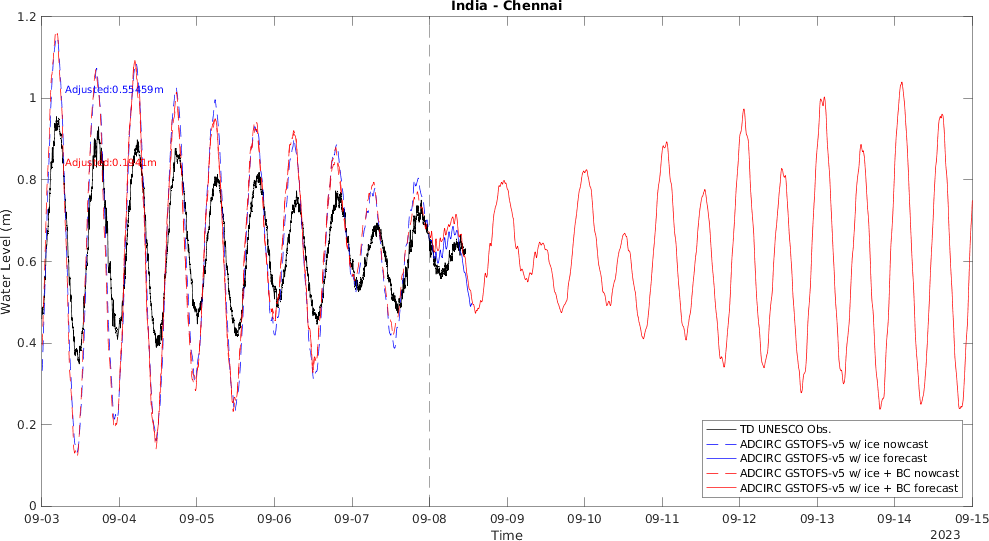 India - Chennai
Water Level (m)
1.2
1
0.8
0.6
0.4
0.2
0
Adjusted:0.55459m
Adjusted:0.1941m
TD UNESCO Obs.
ADCIRC GSTOFS-v5 w/ ice nowcast
ADCIRC GSTOFS-v5 w/ ice forecast
ADCIRC GSTOFS-v5 w/ ice + BC nowcast
ADCIRC GSTOFS-v5 w/ ice + BC forecast
09-03 09-04 09-05 09-06 09-07 09-08 09-09 09-10 09-11 09-12 09-13 09-14 09-15
Time
2023